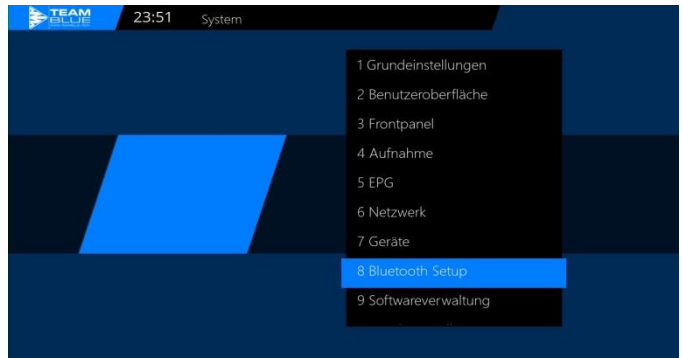 TEAM
BLUE
23:51 System
1 Grundeinstellungen
2 Benutzeroberfläche
3 Frontpanel
4 Aufnahme
5 EPG
6 Netzwerk
7 Geräte
8 Bluetooth Setup
9 Softwareverwaltung